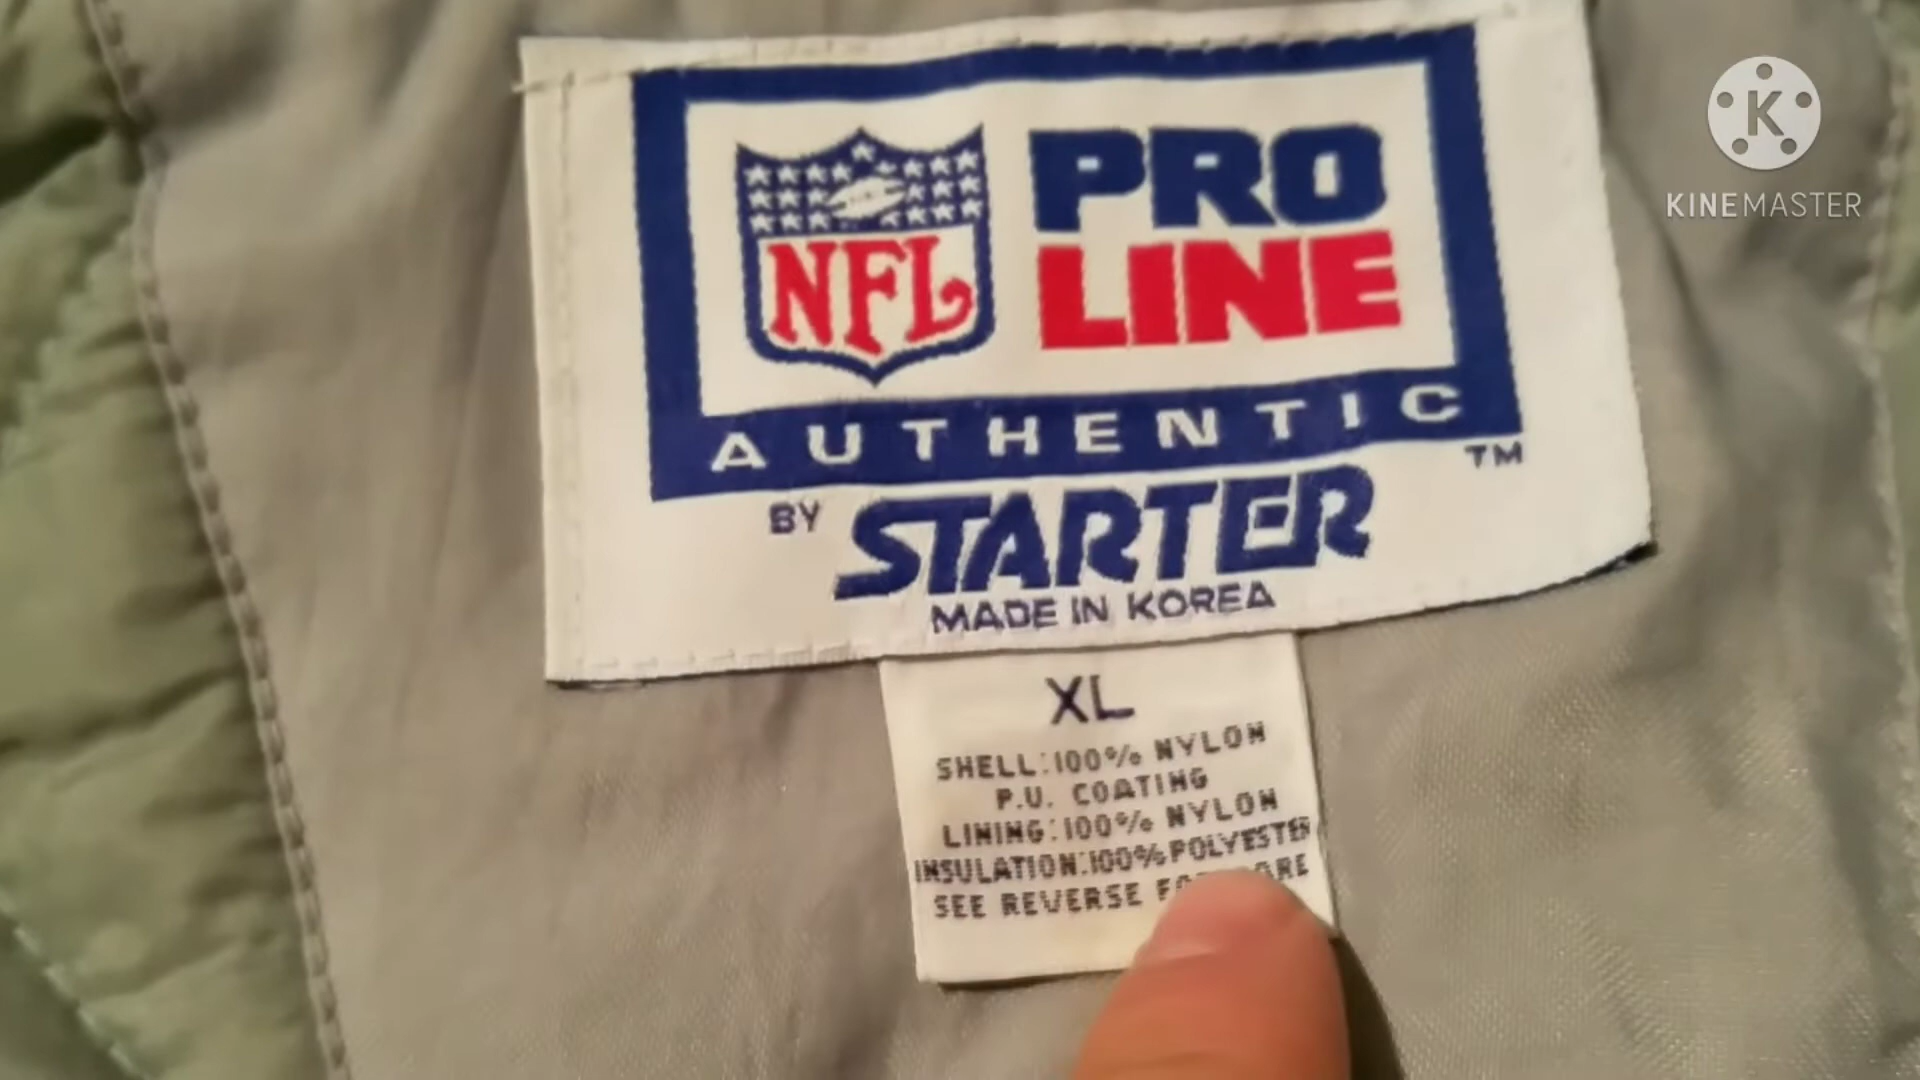 NFL
PRO
LINE
AUTHENTIC
TM
BY STARTER
MADE IN KOREA
XL
SHELL:100% NYLON
P.U. COATING
LINING:100% NYLON
INSULATION:100% POLYESTER
SEE REVERSE
K
KINEMASTER